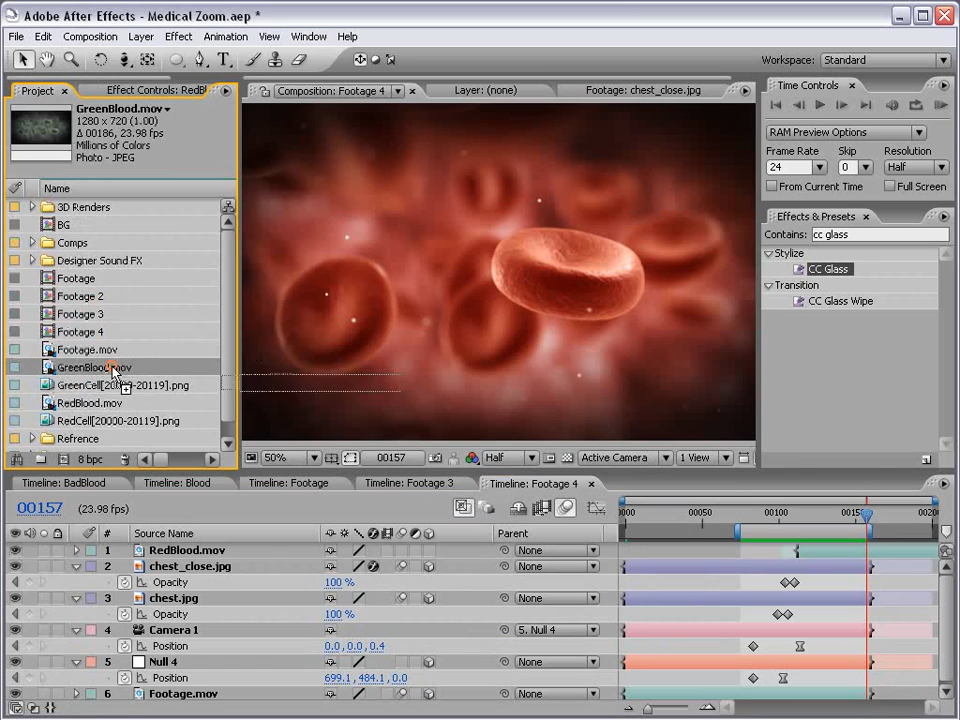 Adobe After Effects - Medical Zoom.aep *
File Edit Composition Layer Effect Animation View Window Help
Workspace: Standard
Project Effect Controls: RedBl
Composition: Footage 4 Layer: (none) Footage: chest_close.jpg
Time Controls
GreenBlood.mov
1280 x 720 (1.00)
Δ 00186, 23.98 fps
Millions of Colors
Photo - JPEG
RAM Preview Options
Frame Rate Skip Resolution
24 0 Half
From Current Time Full Screen
Name
3D Renders
BG
Comps
Designer Sound FX
Footage
Footage 2
Footage 3
Footage 4
Footage.mov
GreenBlood.mov
GreenCell[20000-20119].png
RedBlood.mov
RedCell[20000-20119].png
Refrence
8 bpc
Effects & Presets
Contains: cc glass
Stylize
CC Glass
Transition
CC Glass Wipe
50% 00157 Half Active Camera 1 View
Timeline: BadBlood Timeline: Blood Timeline: Footage Timeline: Footage 3 Timeline: Footage 4
00157 (23.98 fps)
0000 00050 00100 0015 0020
# Source Name Parent
1 RedBlood.mov None
2 chest_close.jpg None
Opacity 100 %
3 chest.jpg None
Opacity 100 %
4 Camera 1 5. Null 4
Position 0.0, 0.0, 0.4
5 Null 4 None
Position 699.1, 484.1, 0.0
6 Footage.mov None